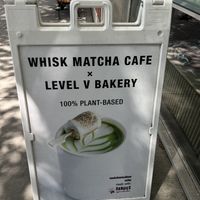 WHISK MATCHA CAFE
×
LEVEL V BAKERY
100% PLANT-BASED